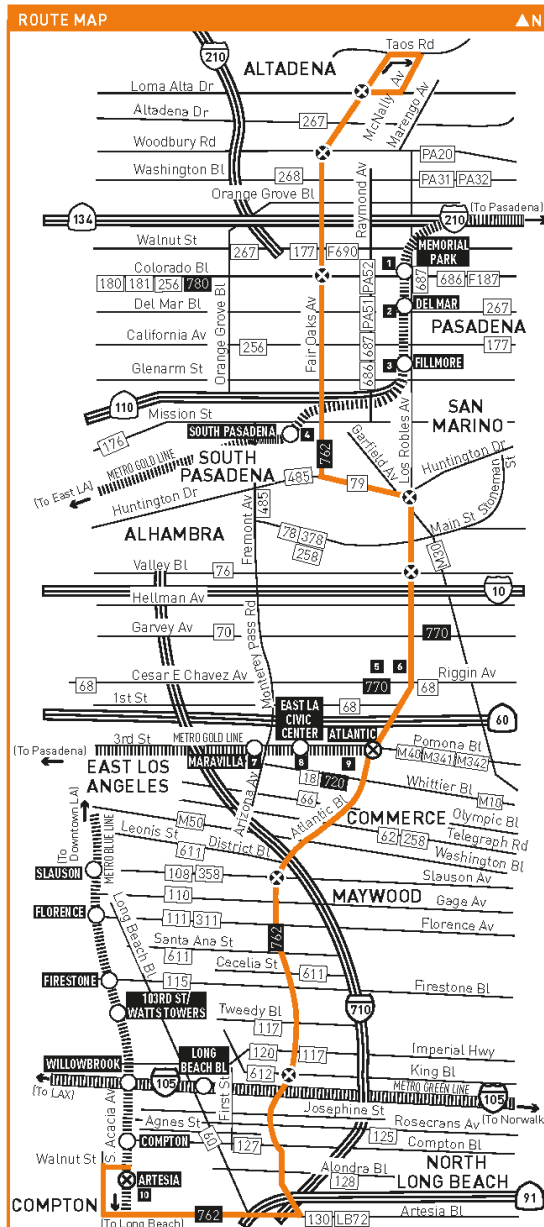 ROUTE MAP
▲N
210
ALTADENA
Taos Rd
Loma Alta Dr
McNally Av
Marengo Av
Altadena Dr
267
Woodbury Rd
PA20
Washington Bl
268
PA31 PA32
Orange Grove Bl
Raymond Av
(To Pasadena)
134
210
Walnut St
267
177 F690
MEMORIAL PARK
1
Colorado Bl
180 181 256 780
PA52
687
686 F187
Del Mar Bl
Orange Grove Bl
Fair Oaks Av
PA51
2
DEL MAR
267
PASADENA
California Av
256
687
177
Glenarm St
686
3
FILLMORE
110
Mission St
176
SOUTH PASADENA
4
Los Robles Av
SAN MARINO
METRO GOLD LINE
(To East LA)
SOUTH PASADENA
762
Garfield Av
Huntington Dr
Stoneman St
485
79
Huntington Dr
485
ALHAMBRA
Fremont Av
78 378
258
Main St
M30
Valley Bl
76
10
Hellman Av
Garvey Av
70
Monterey Pass Rd
770
5
6
Cesar E Chavez Av
Riggin Av
68
770
68
1st St
68
EAST LA CIVIC CENTER
60
3rd St
METRO GOLD LINE
ATLANTIC
Pomona Bl
(To Pasadena)
MARAVILLA
7
8
9
M40 M341 M342
EAST LOS ANGELES
18 720
Whittier Bl
M10
Arizona Av
66
Atlantic Bl
Olympic Bl
COMMERCE
M50
Telegraph Rd
62 258
Leonis St
District Bl
Washington Bl
611
(To Downtown LA)
METRO BLUE LINE
SLAUSON
108 358
Slauson Av
110
MAYWOOD
Gage Av
FLORENCE
111 311
Florence Av
Long Beach Bl
Santa Ana St
762
611
Cecelia St
611
FIRESTONE
115
Firestone Bl
103RD ST/ WATTS TOWERS
710
Tweedy Bl
117
120
117
Imperial Hwy
WILLOWBROOK
LONG BEACH BL
612
King Bl
METRO GREEN LINE
(To LAX)
105
First St
105
Josephine St
(To Norwalk)
S. Acacia Av
Rosecrans Av
Agnes St
60
125
Compton Bl
COMPTON
127
Walnut St
Alondra Bl
NORTH LONG BEACH
128
ARTESIA
10
91
COMPTON
762
Artesia Bl
(To Long Beach)
130 LB72